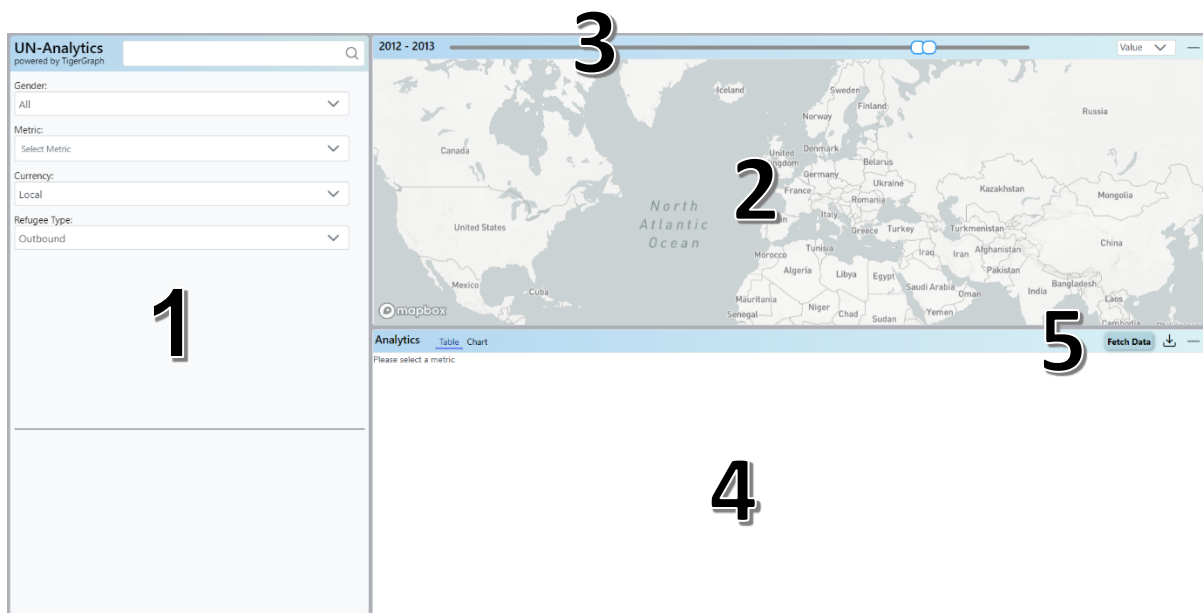 UN-Analytics
powered by TigerGraph
Gender:
All
Metric:
Select Metric
Currency:
Local
Refugee Type:
Outbound
1
2012 - 2013
3
Value
Iceland
Sweden
Finland
Norway
Russia
Canada
United
Denmark
Belarus
Germany
Ukraine
France
Kazakhstan
Mongolia
2
Romania
North
Atlantic
Ocean
United States
Italy
Greece
Turkey
Turkmenistan
China
Tunisia
Morocco
Iraq
Iran
Afghanistan
Algeria
Libya
Egypt
Pakistan
Mexico
Cuba
Saudi Arabia
Oman
India
Bangladesh
Laos
Mauritania
Niger
Chad
Sudan
Yemen
Senegal
Cambodia
mapbox
Analytics
Table
Chart
5
Fetch Data
Please select a metric
4